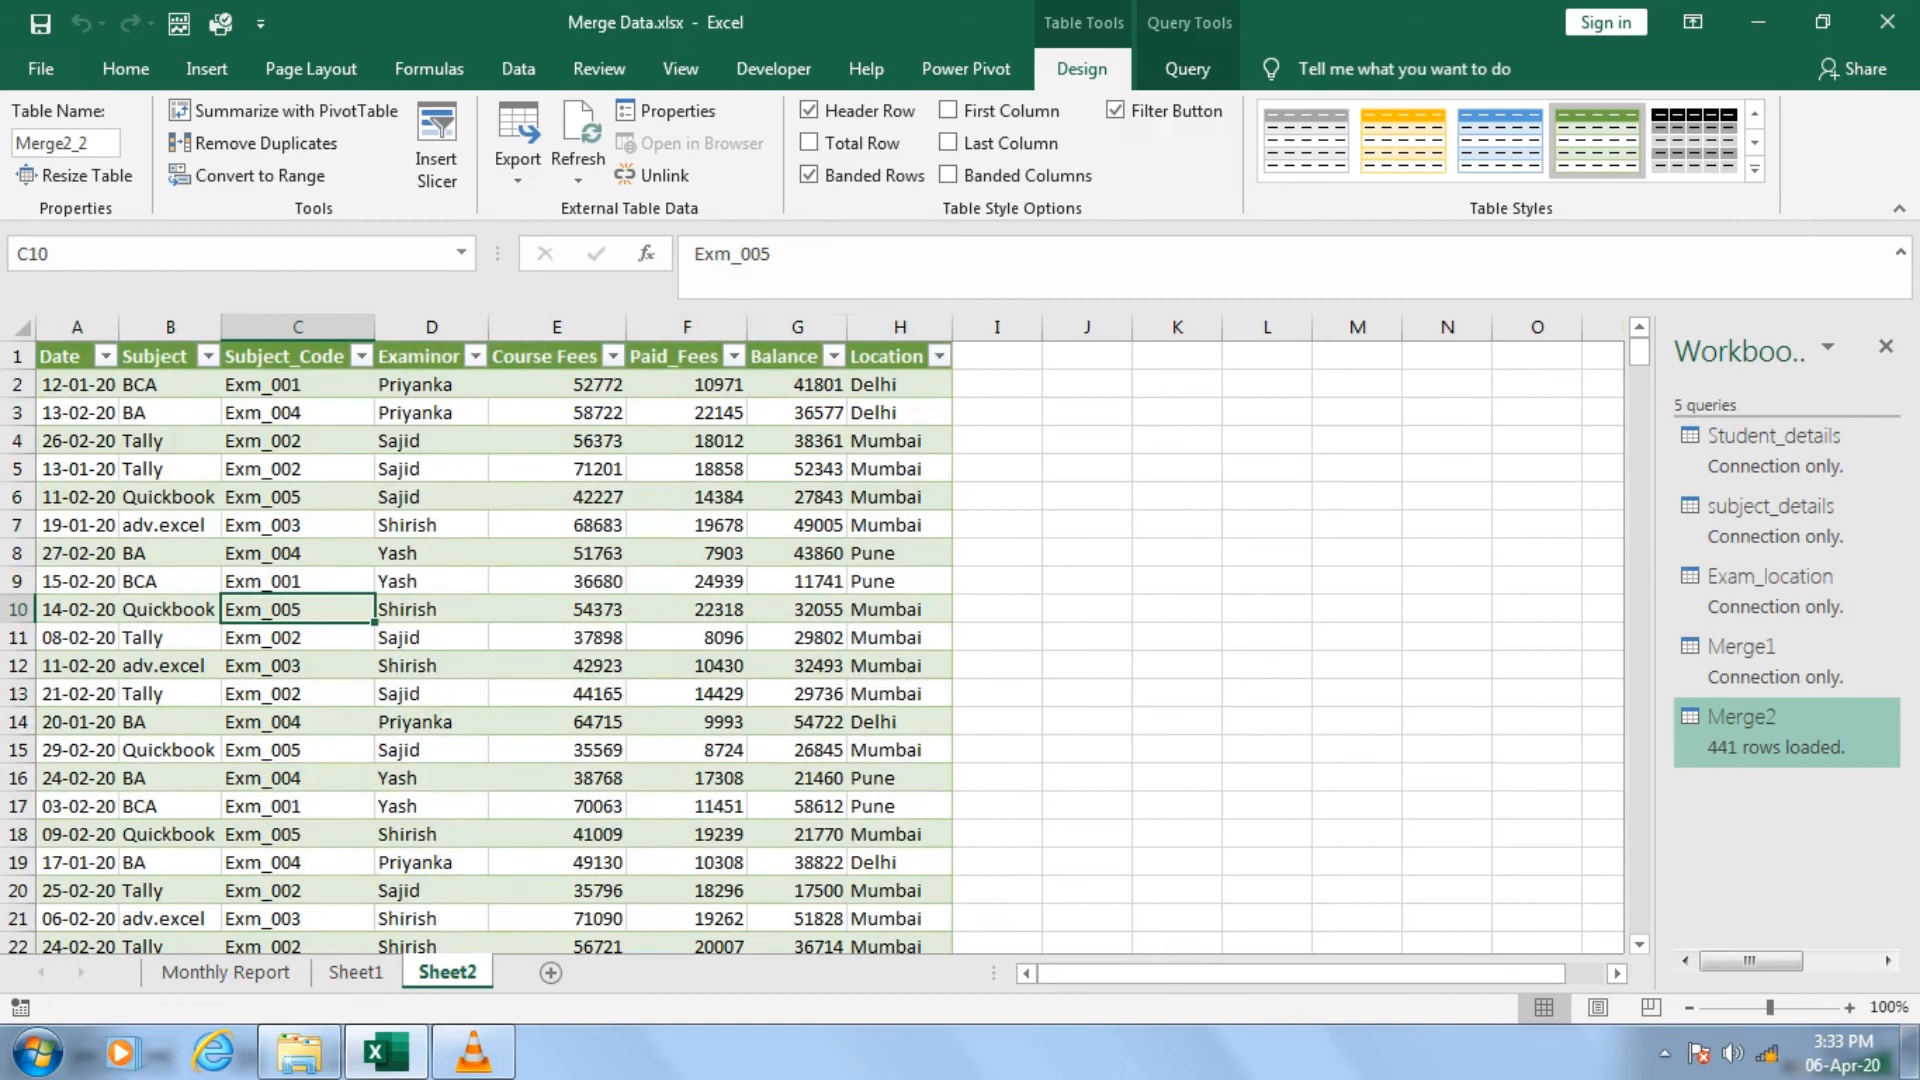 Merge Data.xlsx - Excel
Table Tools
Query Tools
Sign in
File Home Insert Page Layout Formulas Data Review View Developer Help Power Pivot Design Query Tell me what you want to do Share
Table Name:
Merge2_2
Resize Table
Properties
Summarize with PivotTable
Remove Duplicates
Convert to Range
Tools
Insert
Slicer
Export
Refresh
Properties
Open in Browser
Unlink
External Table Data
Header Row
Total Row
Banded Rows
First Column
Last Column
Banded Columns
Filter Button
Table Style Options
Table Styles
C10
fx
Exm_005
A B C D E F G H I J K L M N O
1 Date Subject Subject_Code Examinor Course Fees Paid_Fees Balance Location
2 12-01-20 BCA Exm_001 Priyanka 52772 10971 41801 Delhi
3 13-02-20 BA Exm_004 Priyanka 58722 22145 36577 Delhi
4 26-02-20 Tally Exm_002 Sajid 56373 18012 38361 Mumbai
5 13-01-20 Tally Exm_002 Sajid 71201 18858 52343 Mumbai
6 11-02-20 Quickbook Exm_005 Sajid 42227 14384 27843 Mumbai
7 19-01-20 adv.excel Exm_003 Shirish 68683 19678 49005 Mumbai
8 27-02-20 BA Exm_004 Yash 51763 7903 43860 Pune
9 15-02-20 BCA Exm_001 Yash 36680 24939 11741 Pune
10 14-02-20 Quickbook Exm_005 Shirish 54373 22318 32055 Mumbai
11 08-02-20 Tally Exm_002 Sajid 37898 8096 29802 Mumbai
12 11-02-20 adv.excel Exm_003 Shirish 42923 10430 32493 Mumbai
13 21-02-20 Tally Exm_002 Sajid 44165 14429 29736 Mumbai
14 20-01-20 BA Exm_004 Priyanka 64715 9993 54722 Delhi
15 29-02-20 Quickbook Exm_005 Sajid 35569 8724 26845 Mumbai
16 24-02-20 BA Exm_004 Yash 38768 17308 21460 Pune
17 03-02-20 BCA Exm_001 Yash 70063 11451 58612 Pune
18 09-02-20 Quickbook Exm_005 Shirish 41009 19239 21770 Mumbai
19 17-01-20 BA Exm_004 Priyanka 49130 10308 38822 Delhi
20 25-02-20 Tally Exm_002 Sajid 35796 18296 17500 Mumbai
21 06-02-20 adv.excel Exm_003 Shirish 71090 19262 51828 Mumbai
22 24-02-20 Tally Exm_002 Shirish 56721 20007 36714 Mumbai
Workboo..
5 queries
Student_details
Connection only.
subject_details
Connection only.
Exam_location
Connection only.
Merge1
Connection only.
Merge2
441 rows loaded.
Monthly Report Sheet1 Sheet2
100%
3:33 PM
06-Apr-20